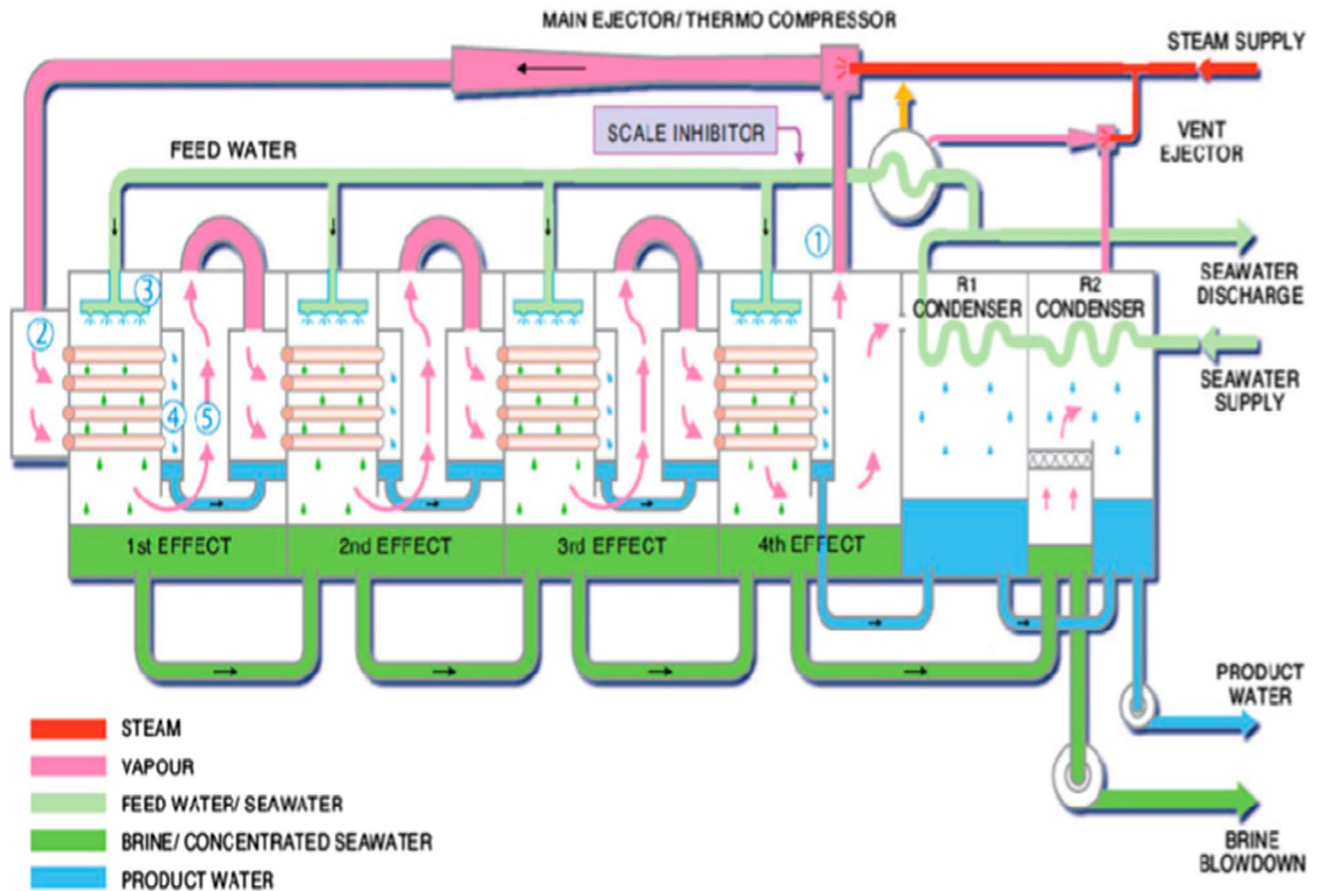 MAIN EJECTOR/ THERMO COMPRESSOR
STEAM SUPPLY
SCALE INHIBITOR
VENT
EJECTOR
FEED WATER
1
SEAWATER
DISCHARGE
R1
CONDENSER
R2
CONDENSER
3
2
SEAWATER
SUPPLY
4
5
1st EFFECT
2nd EFFECT
3rd EFFECT
4th EFFECT
PRODUCT
WATER
STEAM
VAPOUR
FEED WATER/ SEAWATER
BRINE/ CONCENTRATED SEAWATER
PRODUCT WATER
BRINE
BLOWDOWN